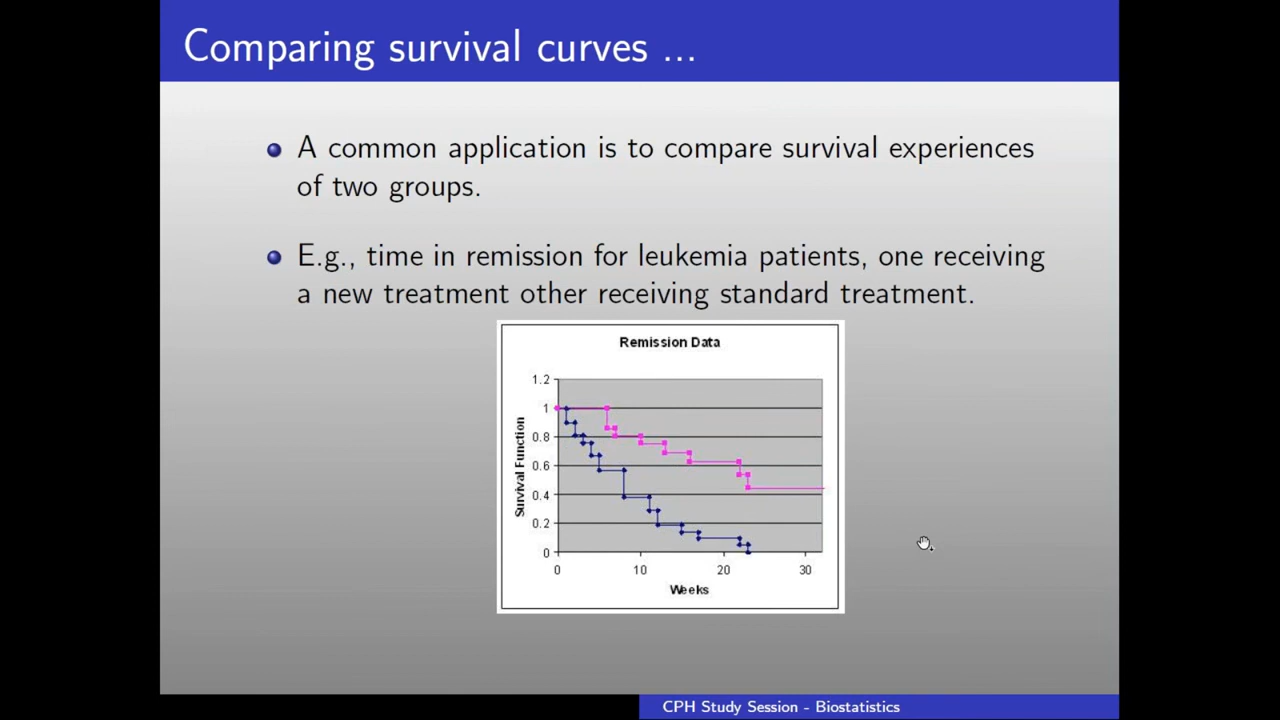 Comparing survival curves ...
A common application is to compare survival experiences
of two groups.
E.g., time in remission for leukemia patients, one receiving
a new treatment other receiving standard treatment.
Remission Data
1.2
1
0.8
0.6
0.4
0.2
0
Survival Function
0 10 20 30
Weeks
CPH Study Session - Biostatistics